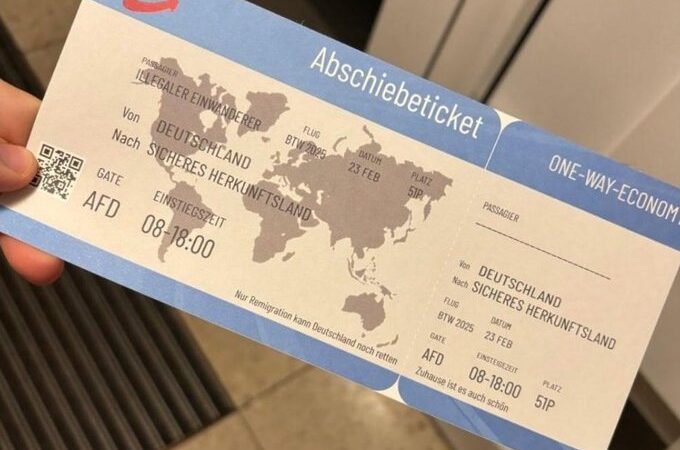 Abschiebeticket
PASSAGIER
ILLEGALER EINWANDERER
Von DEUTSCHLAND
Nach SICHERES HERKUNFTSLAND
FLUG
BTW 2025
DATUM
23 FEB
PLATZ
51P
GATE
AFD
EINSTIEGSZEIT
08-18:00
Nur Remigration kann Deutschland noch retten
ONE-WAY-ECONOMY
PASSAGIER
Von DEUTSCHLAND
Nach SICHERES HERKUNFTSLAND
FLUG
BTW 2025
DATUM
23 FEB
GATE
AFD
EINSTIEGSZEIT
08-18:00
PLATZ
51P
Zuhause ist es auch schön